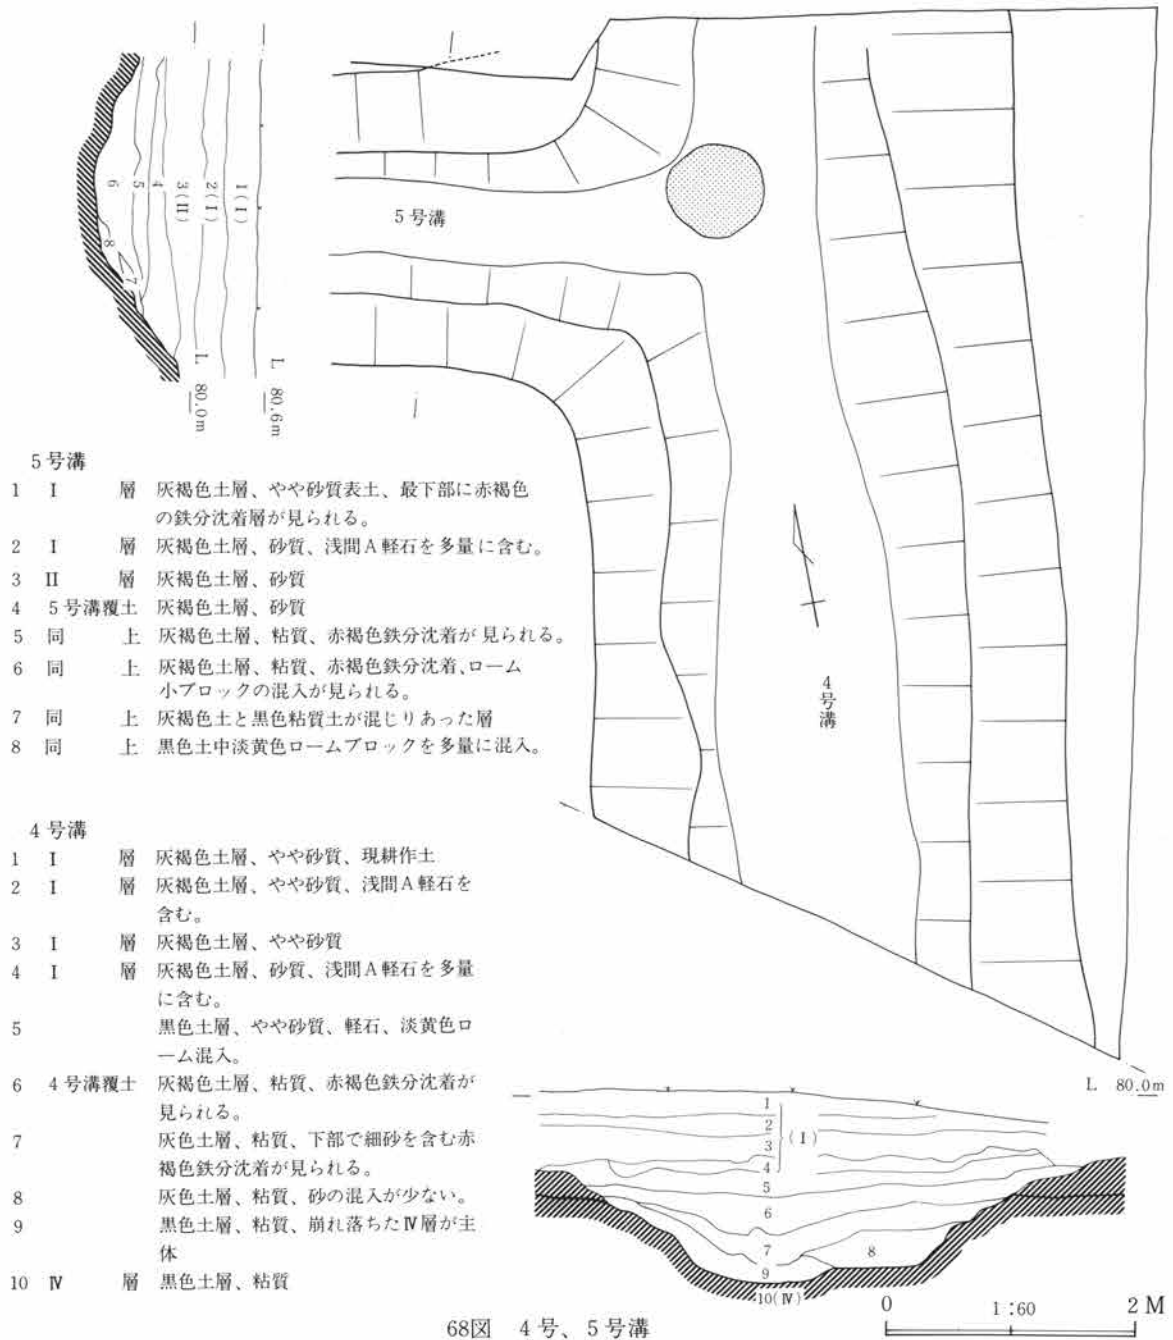 1(I)
2(I)
3(II)
4
5
6
8
7
L 80.0m
L 80.6m
5号溝
4号溝
5号溝
1 I 層 灰褐色土層、やや砂質表土、最下部に赤褐色
の鉄分沈着層が見られる。
2 I 層 灰褐色土層、砂質、浅間A軽石を多量に含む。
3 II 層 灰褐色土層、砂質
4 5号溝覆土 灰褐色土層、砂質
5 同 上 灰褐色土層、粘質、赤褐色鉄分沈着が見られる。
6 同 上 灰褐色土層、粘質、赤褐色鉄分沈着、ローム
小ブロックの混入が見られる。
7 同 上 灰褐色土と黒色粘質土が混じりあった層
8 同 上 黒色土中淡黄色ロームブロックを多量に混入。
4号溝
1 I 層 灰褐色土層、やや砂質、現耕作土
2 I 層 灰褐色土層、やや砂質、浅間A軽石を
含む。
3 I 層 灰褐色土層、やや砂質
4 I 層 灰褐色土層、砂質、浅間A軽石を多量
に含む。
5 黒色土層、やや砂質、軽石、淡黄色ロ
ーム混入。
6 4号溝覆土 灰褐色土層、粘質、赤褐色鉄分沈着が
見られる。
7 灰色土層、粘質、下部で細砂を含む赤
褐色鉄分沈着が見られる。
8 灰色土層、粘質、砂の混入が少ない。
9 黒色土層、粘質、崩れ落ちたⅣ層が主
体
10 Ⅳ 層 黒色土層、粘質
L 80.0m
1
2
3
4
(I)
5
6
7
8
9
10(Ⅳ)
0 1:60 2M
68図 4号、5号溝